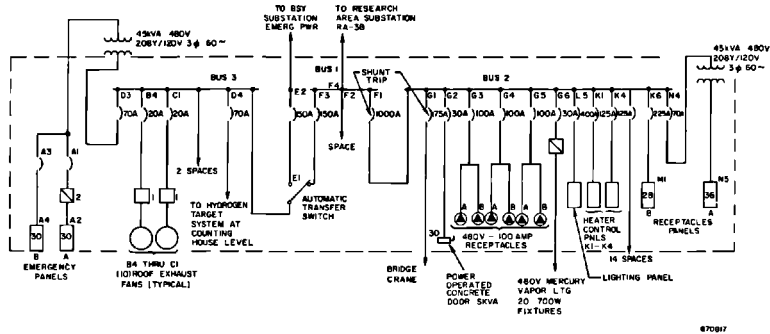 TO BSY
SUBSTATION
EMERG PWR
TO RESEARCH
AREA SUBSTATION
RA-3B
45KVA 480V
208Y/120V 3ϕ 60~
45KVA 480V
208Y/120V
3ϕ 60~
BUS 3
BUS 1
BUS 2
SHUNT
TRIP
D3
B4
C1
D4
E2
F3
F4
F2
F1
G1
G2
G3
G4
G5
G6
L5
K1
K4
K6
N4
70A
20A
20A
70A
150A
150A
1000A
175A
30A
100A
100A
100A
30A
400A
125A
125A
225A
70A
2 SPACES
SPACE
A3
A1
2
1
1
E1
AUTOMATIC
TRANSFER
SWITCH
TO HYDROGEN
TARGET
SYSTEM AT
COUNTING
HOUSE LEVEL
A
B
A
B
A
B
480V - 100 AMP
RECEPTACLES
M1
28
B
N5
36
A
RECEPTACLES
PANELS
HEATER
CONTROL
PNLS
K1-K4
14 SPACES
LIGHTING PANEL
A4
30
B
A2
30
A
EMERGENCY
PANELS
B4 THRU C1
(10)ROOF EXHAUST
FANS (TYPICAL)
30
BRIDGE
CRANE
POWER
OPERATED
CONCRETE
DOOR 5KVA
480V MERCURY
VAPOR LTG
20 700W
FIXTURES
670817